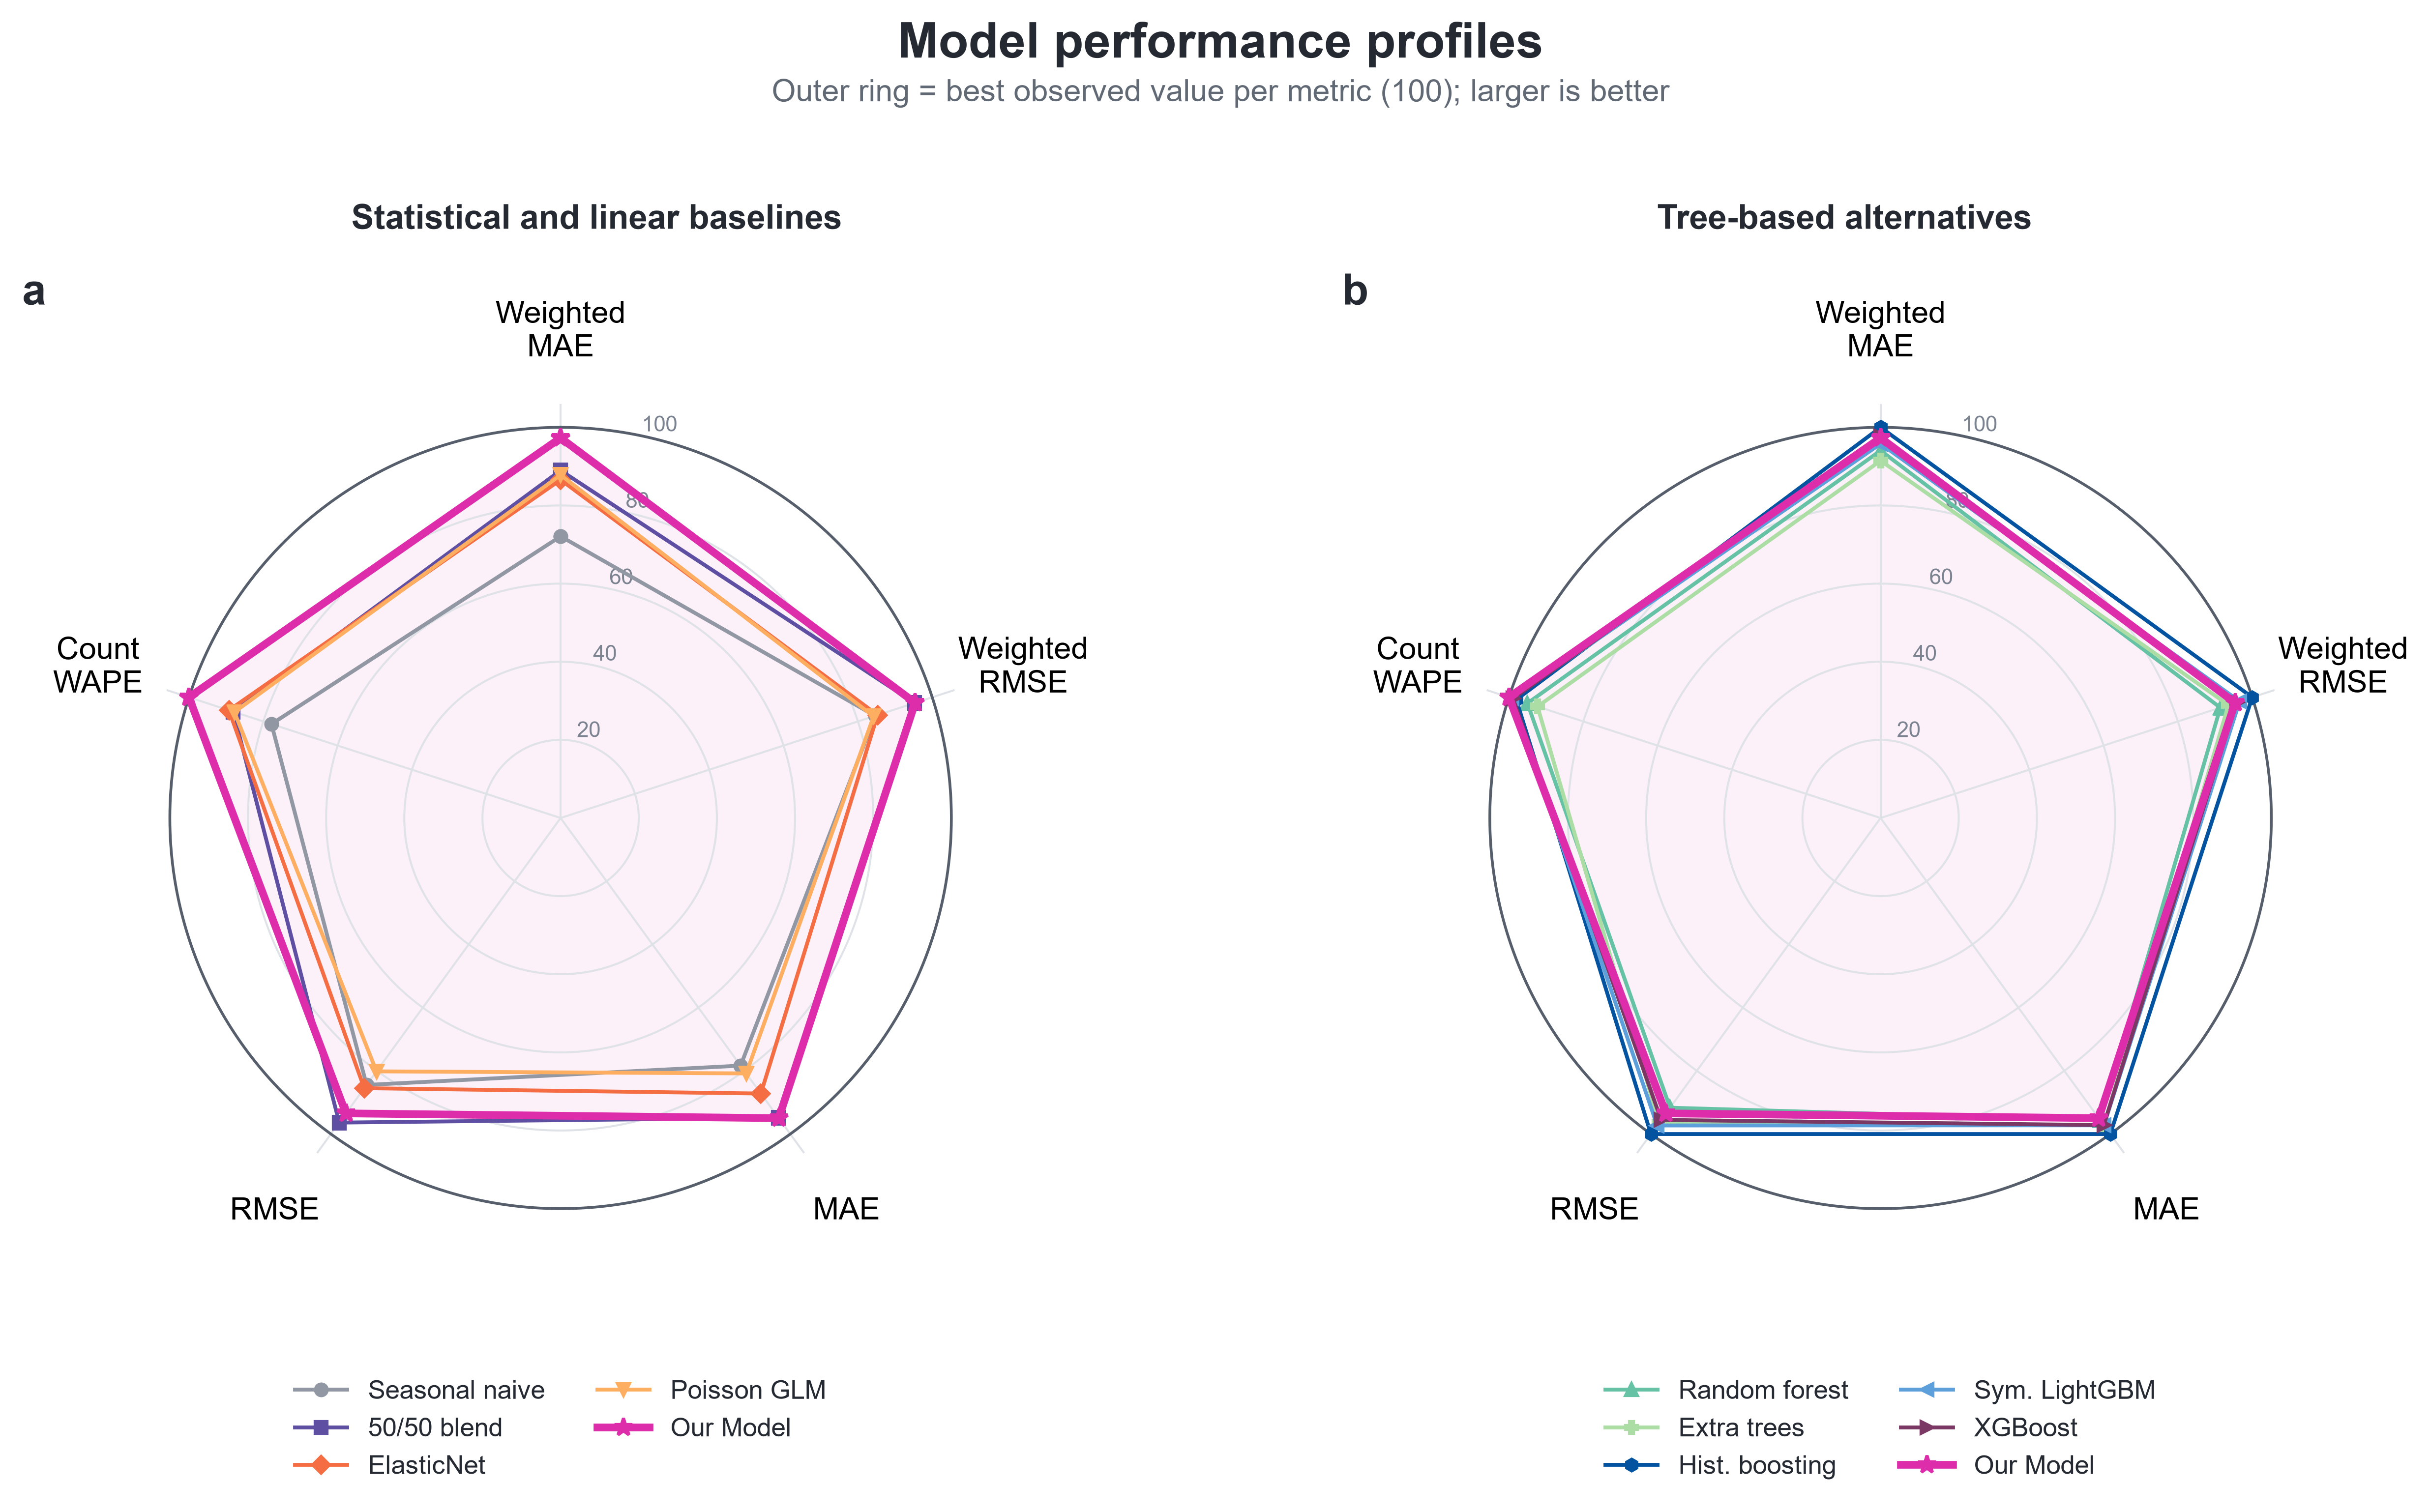 Model performance profiles
Outer ring = best observed value per metric (100); larger is better
Statistical and linear baselines
a
Weighted
MAE
100
80
60
40
20
Count
WAPE
Weighted
RMSE
RMSE
MAE
Seasonal naive
50/50 blend
ElasticNet
Poisson GLM
Our Model
Tree-based alternatives
b
Weighted
MAE
100
80
60
40
20
Count
WAPE
Weighted
RMSE
RMSE
MAE
Random forest
Extra trees
Hist. boosting
Sym. LightGBM
XGBoost
Our Model